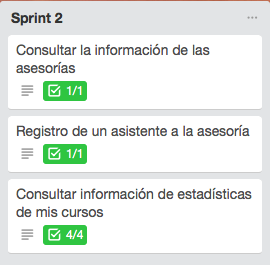 Sprint 2
Consultar la información de las
asesorías
1/1
Registro de un asistente a la asesoría
1/1
Consultar información de estadísticas
de mis cursos
4/4